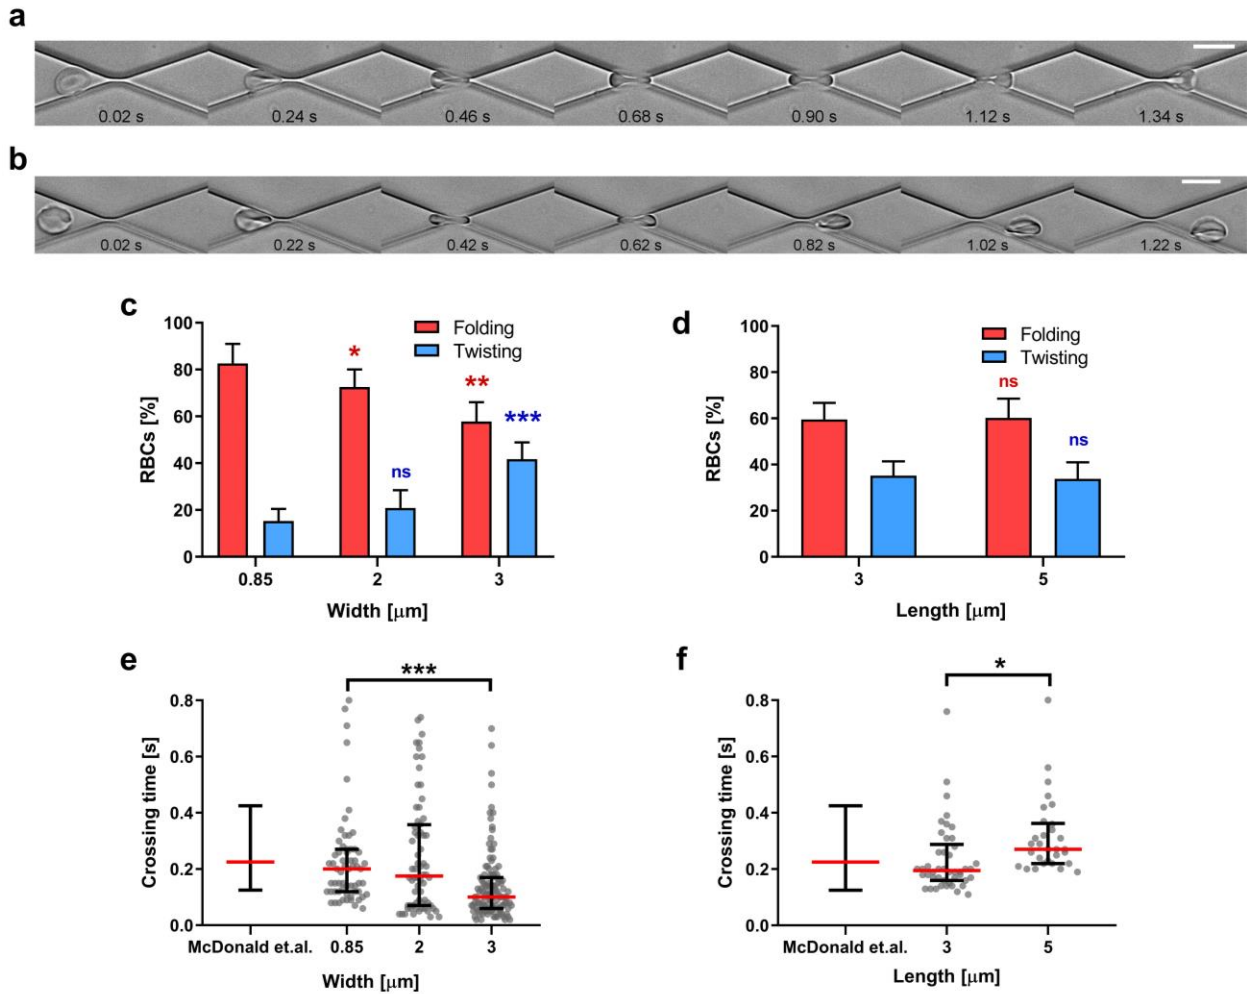 a
0.02 s 0.24 s 0.46 s 0.68 s 0.90 s 1.12 s 1.34 s
b
0.02 s 0.22 s 0.42 s 0.62 s 0.82 s 1.02 s 1.22 s
c
100
80
60
40
20
0
RBCs [%]
Folding
Twisting
*
**
***
ns
0.85 2 3
Width [μm]
d
100
80
60
40
20
0
RBCs [%]
Folding
Twisting
ns
ns
3 5
Length [μm]
e
***
0.8
0.6
0.4
0.2
0.0
Crossing time [s]
McDonald et.al. 0.85 2 3
Width [μm]
f
*
0.8
0.6
0.4
0.2
0.0
Crossing time [s]
McDonald et.al. 3 5
Length [μm]